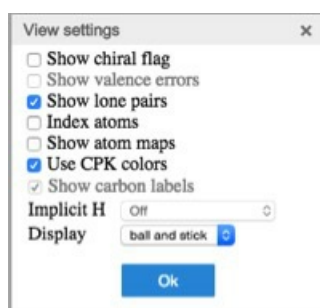 View settings
Show chiral flag
Show valence errors
Show lone pairs
Index atoms
Show atom maps
Use CPK colors
Show carbon labels
Implicit H Off
Display ball and stick
Ok